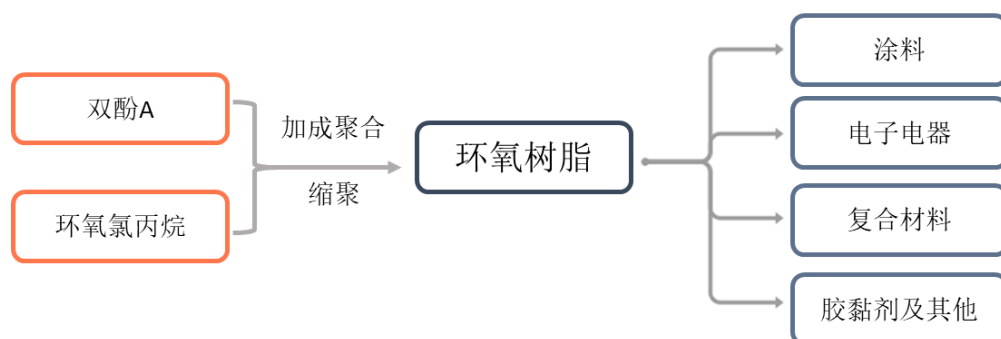 双酚A
环氧氯丙烷
加成聚合
缩聚
环氧树脂
涂料
电子电器
复合材料
胶黏剂及其他